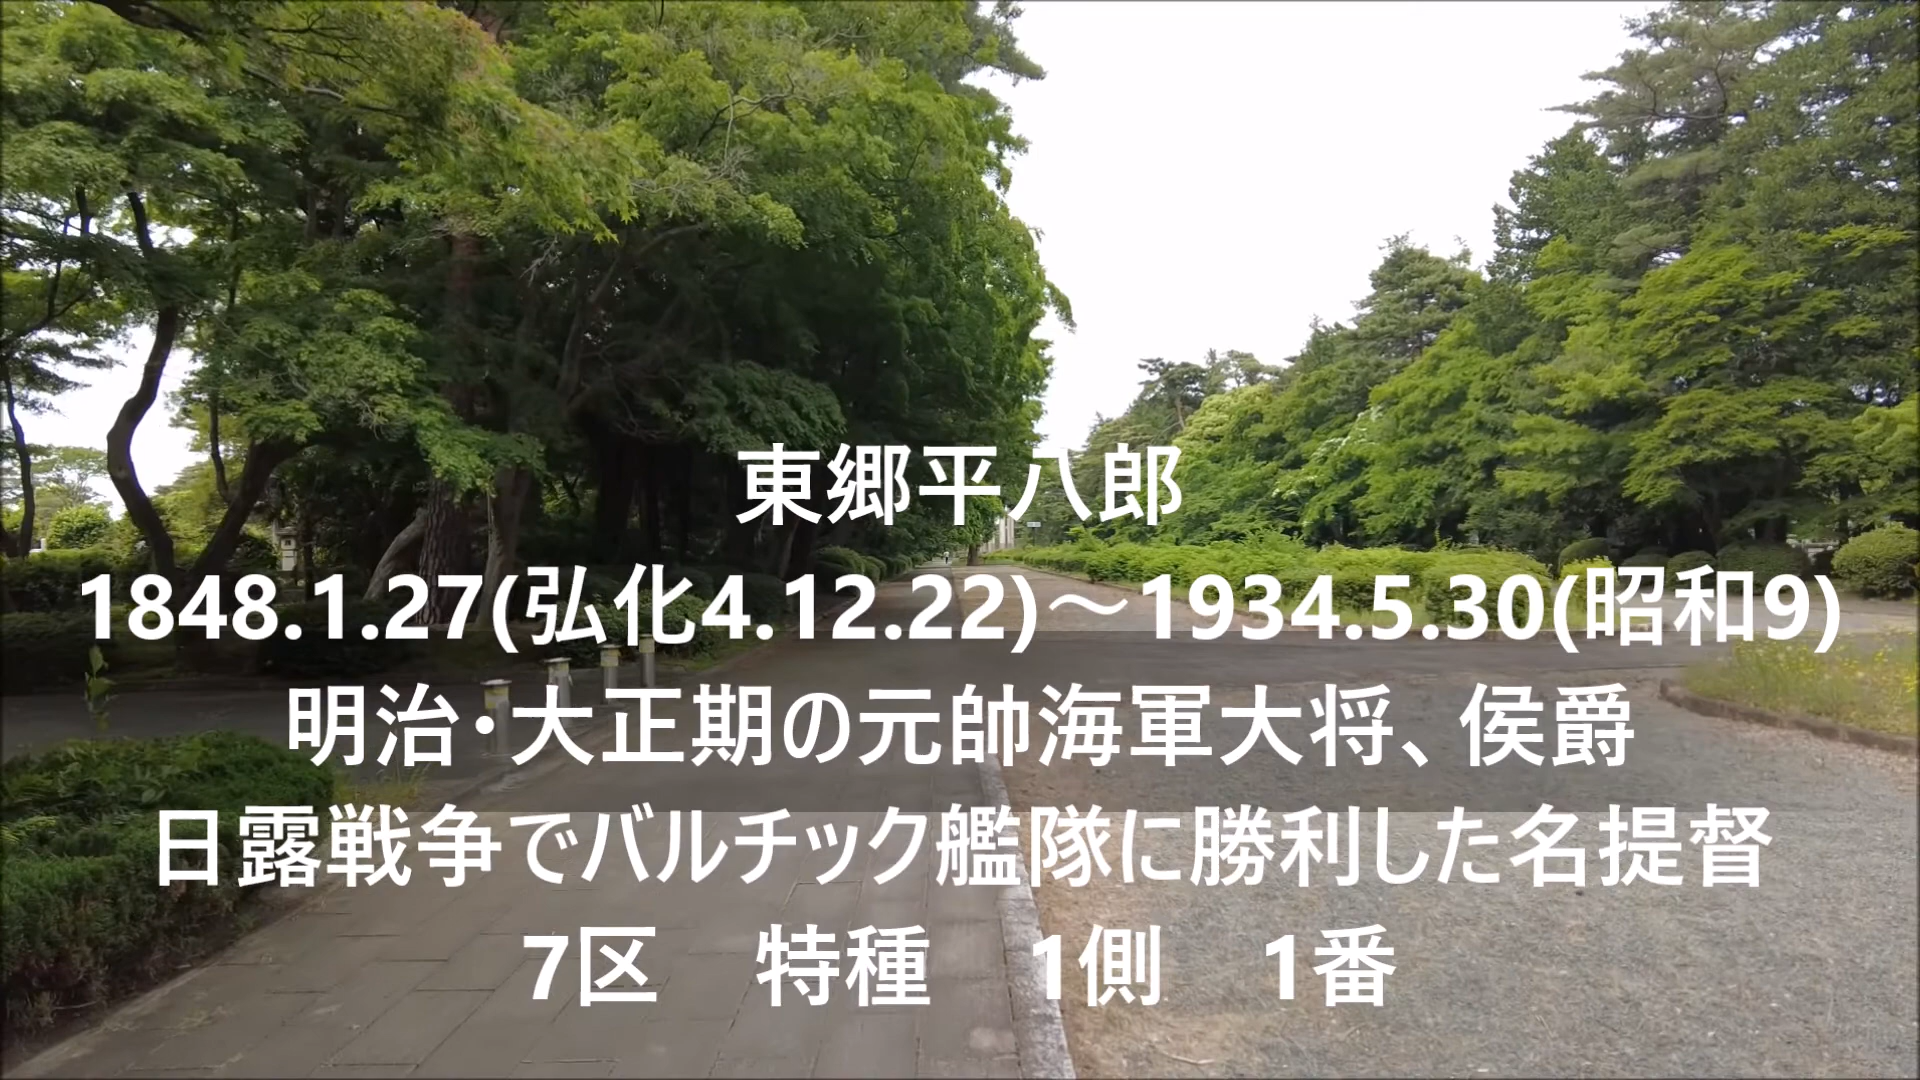 東郷平八郎
1848.1.27(弘化4.12.22)～1934.5.30(昭和9)
明治・大正期の元帥海軍大将、侯爵
日露戦争でバルチック艦隊に勝利した名提督
7区　特種　1側　1番